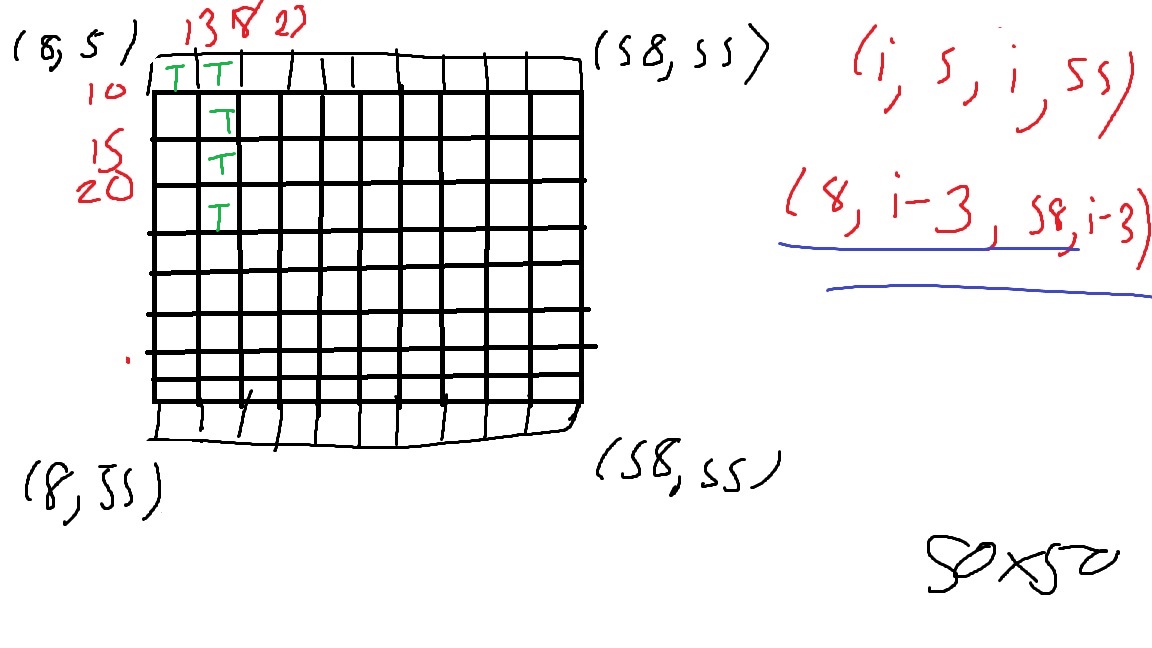 13 18 23
(8, 5)
(58, 55)
T T
10
T
15
T
20
T
(i, 5, i, 55)
(8, i-3, 58, i-3)
(8, 55)
(58, 55)
50x50